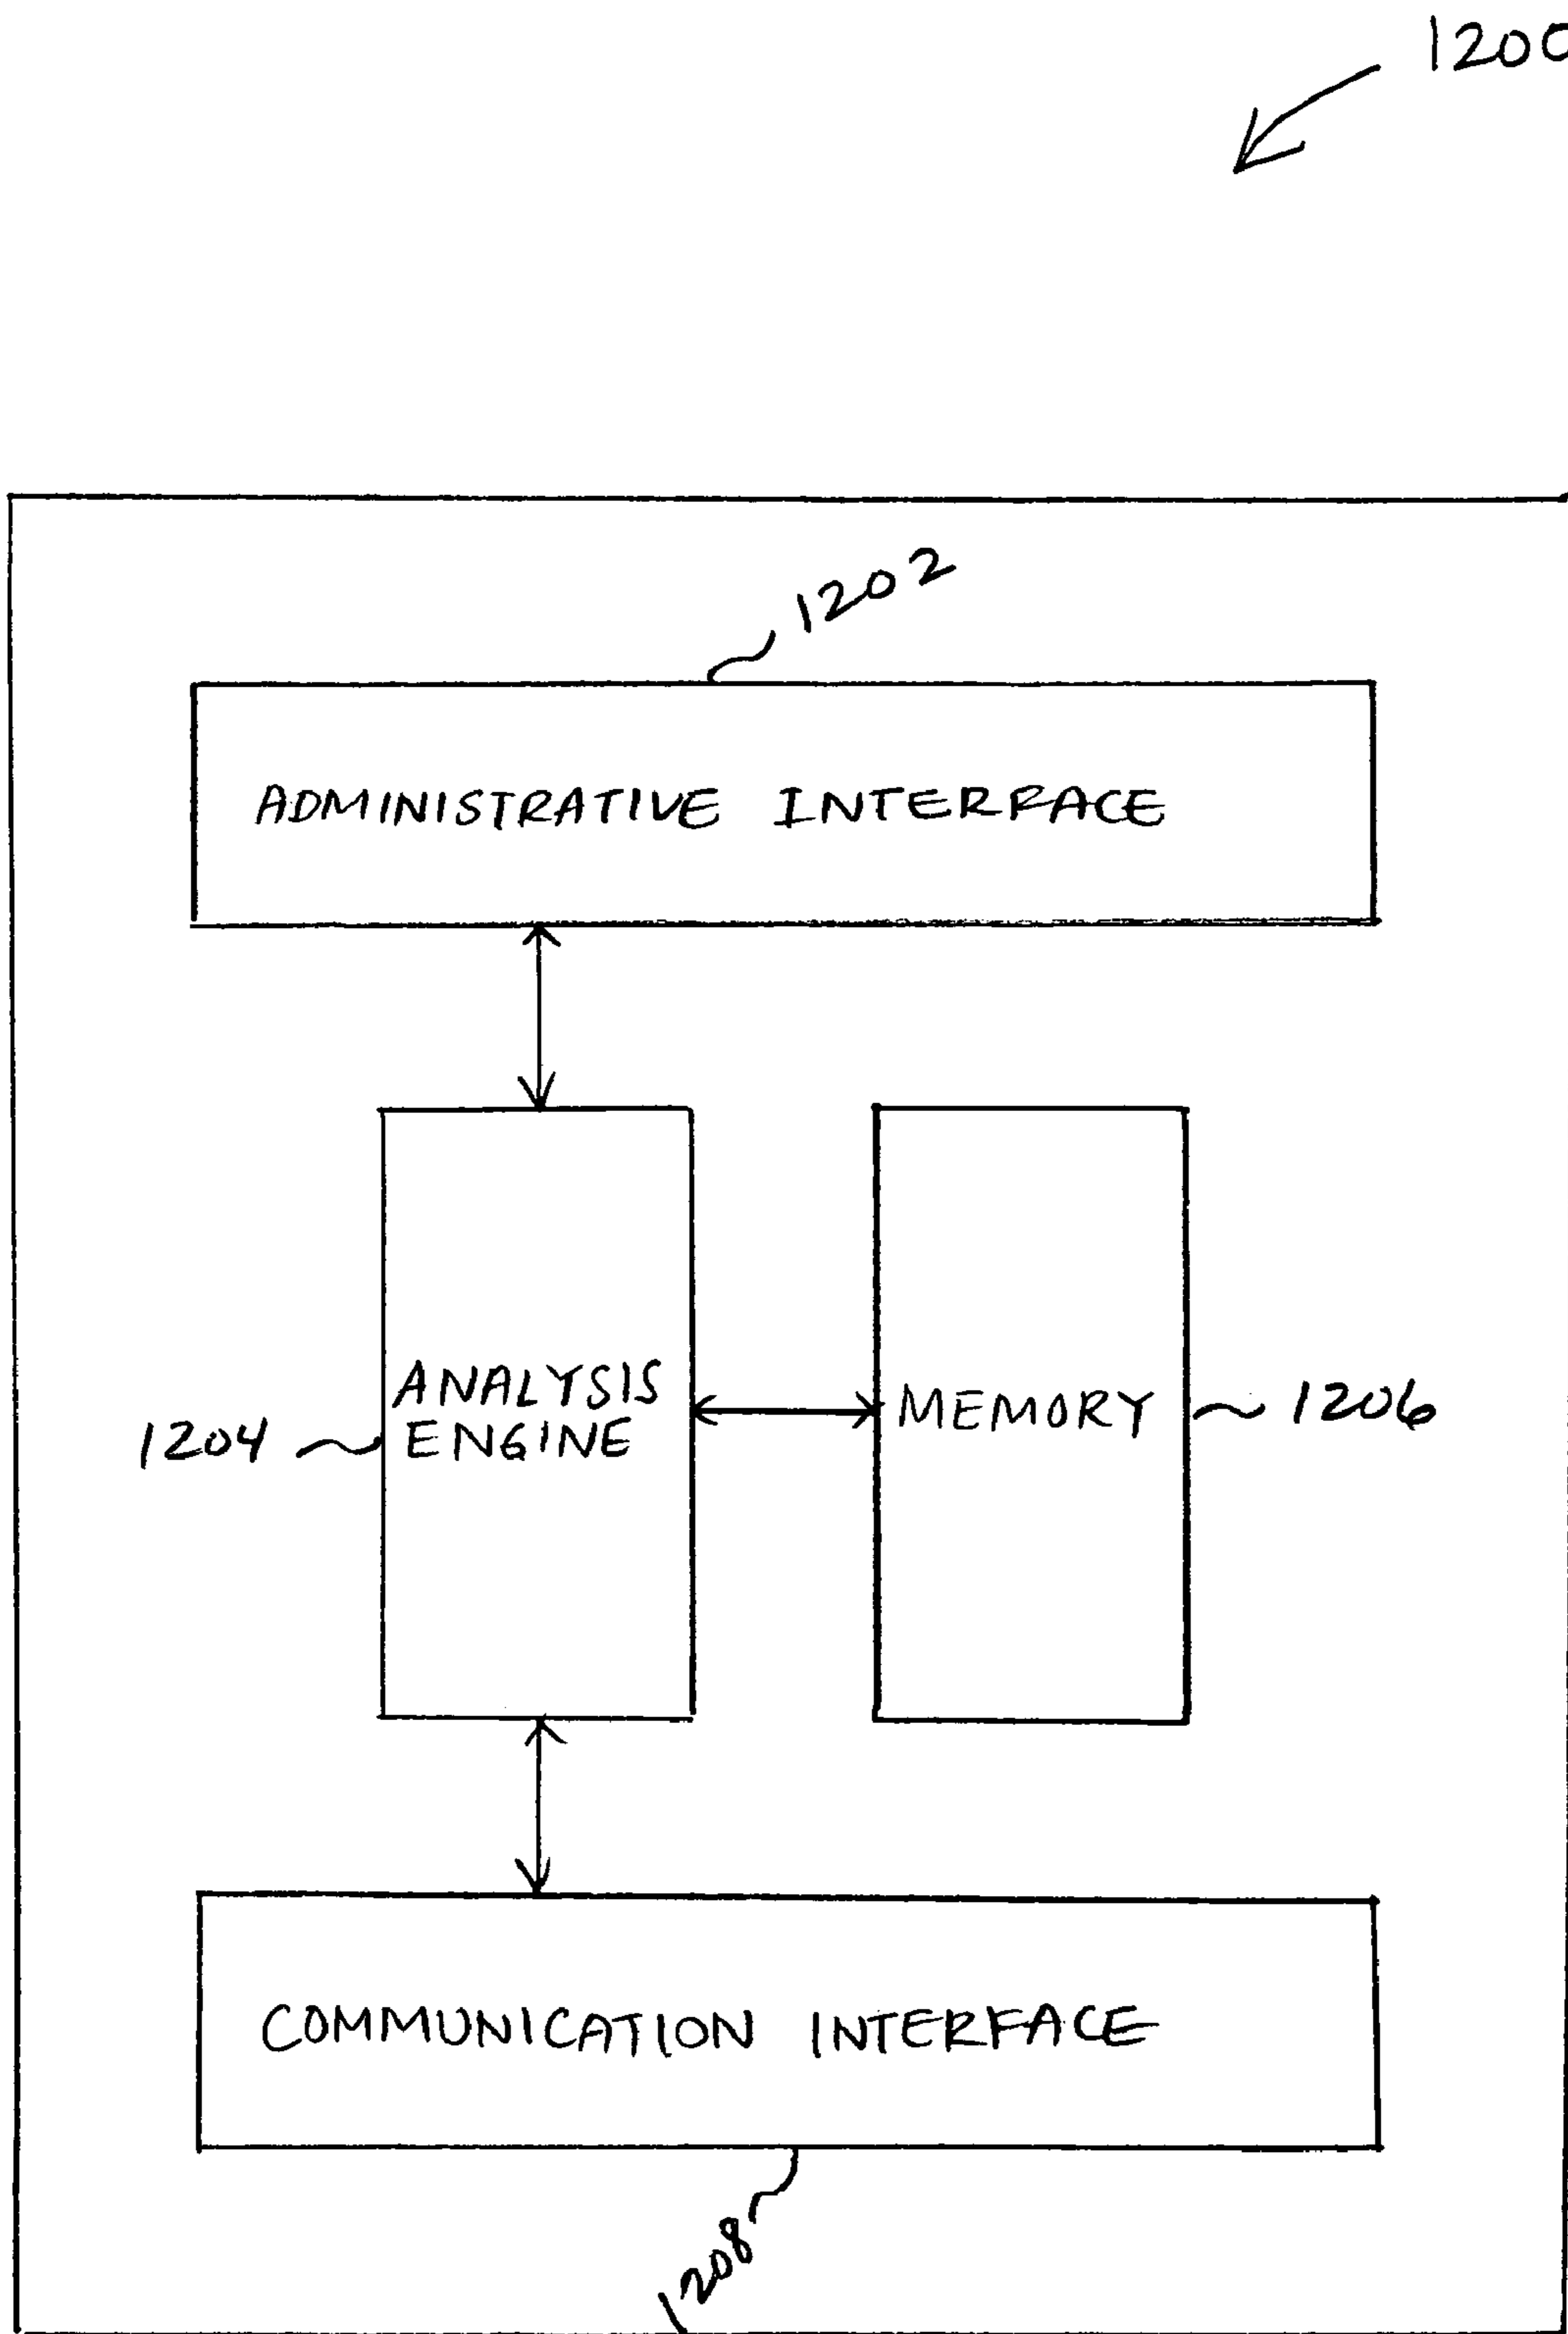 1200
1202
ADMINISTRATIVE INTERFACE
ANALYSIS
ENGINE
1204
MEMORY
1206
COMMUNICATION INTERFACE
1208